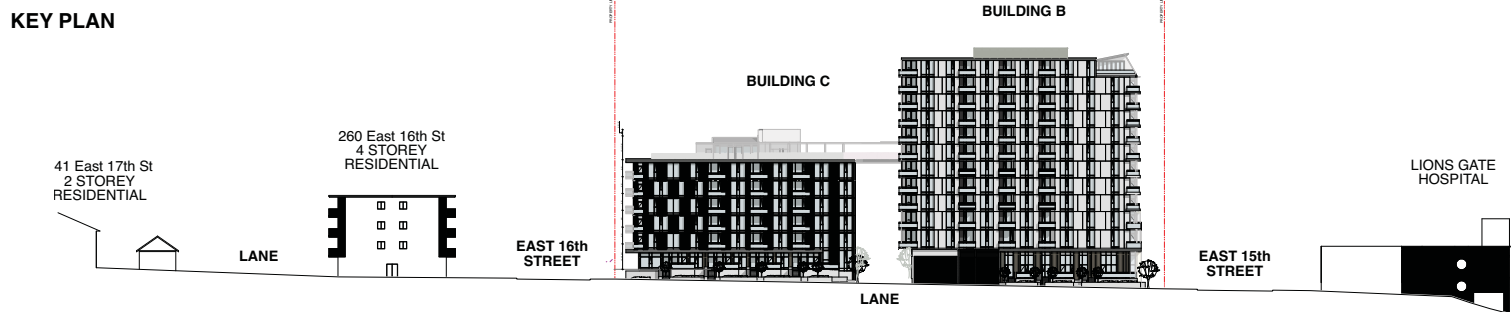 KEY PLAN
BUILDING B
BUILDING C
260 East 16th St
4 STOREY
RESIDENTIAL
41 East 17th St
2 STOREY
RESIDENTIAL
LIONS GATE
HOSPITAL
LANE
EAST 16th
STREET
EAST 15th
STREET
LANE